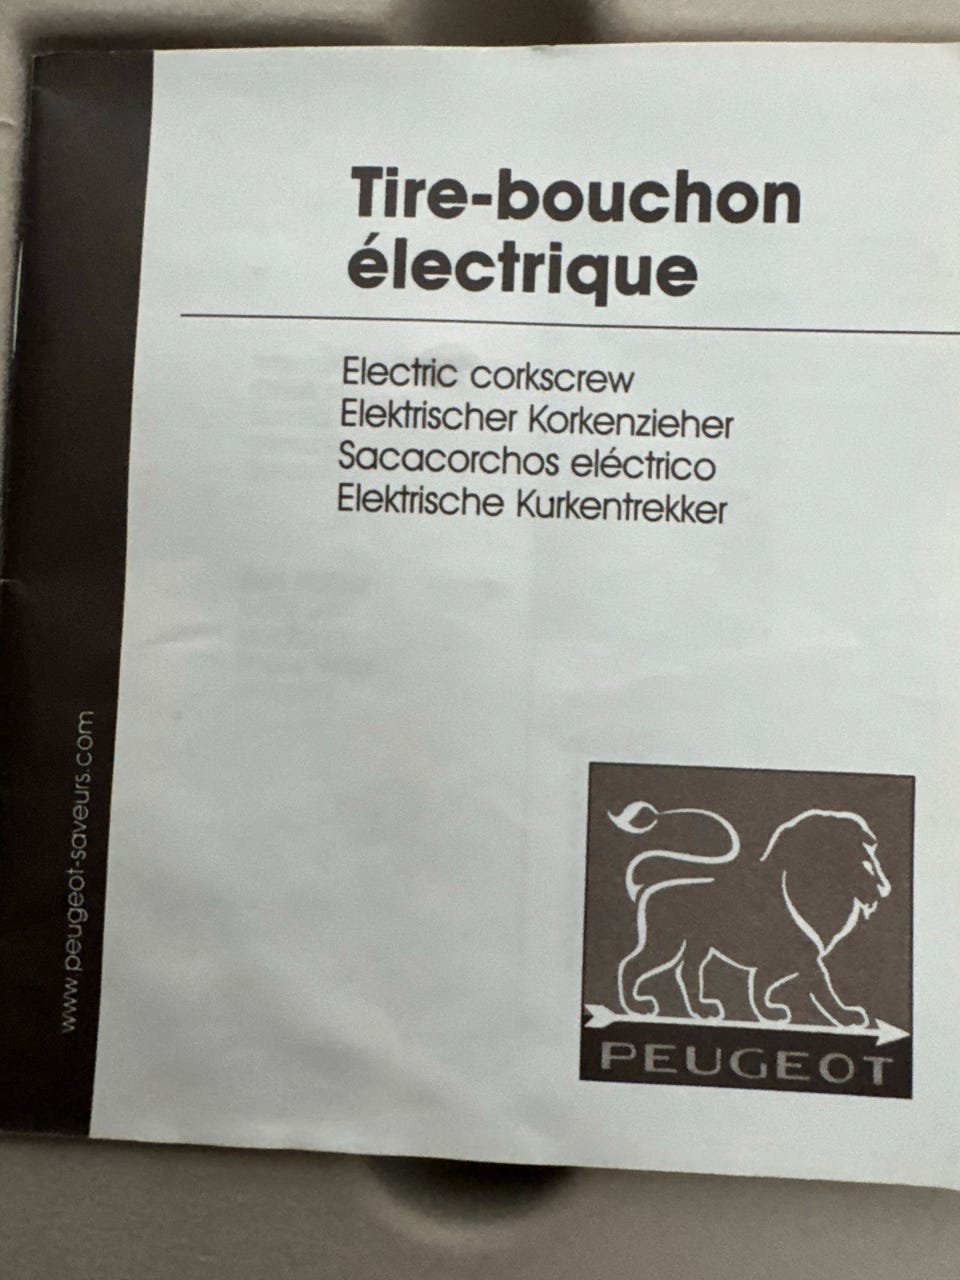 Tire-bouchon
électrique
Electric corkscrew
Elektrischer Korkenzieher
Sacacorchos eléctrico
Elektrische Kurkentrekker
www.peugeot-saveurs.com
PEUGEOT